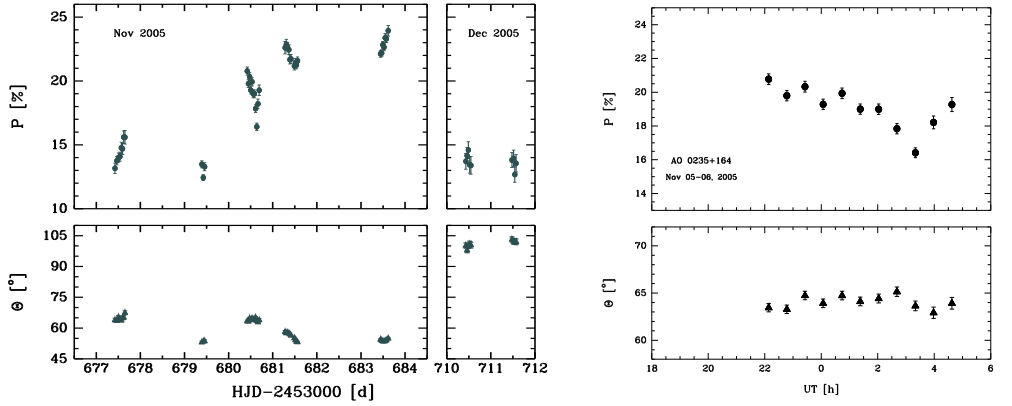 25
20
15
10
P [%]
Nov 2005
Dec 2005
105
90
75
60
45
Θ [°]
677 678 679 680 681 682 683 684 710 711 712
HJD-2453000 [d]
24
22
20
18
16
14
P [%]
AO 0235+164
Nov 05-06, 2005
70
65
60
Θ [°]
18 20 22 0 2 4 6
UT [h]